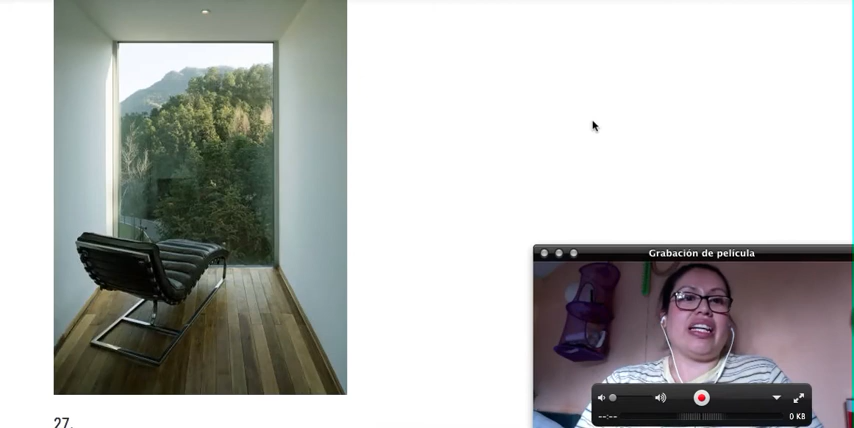 Grabación de película
--:--
0 KB
27.